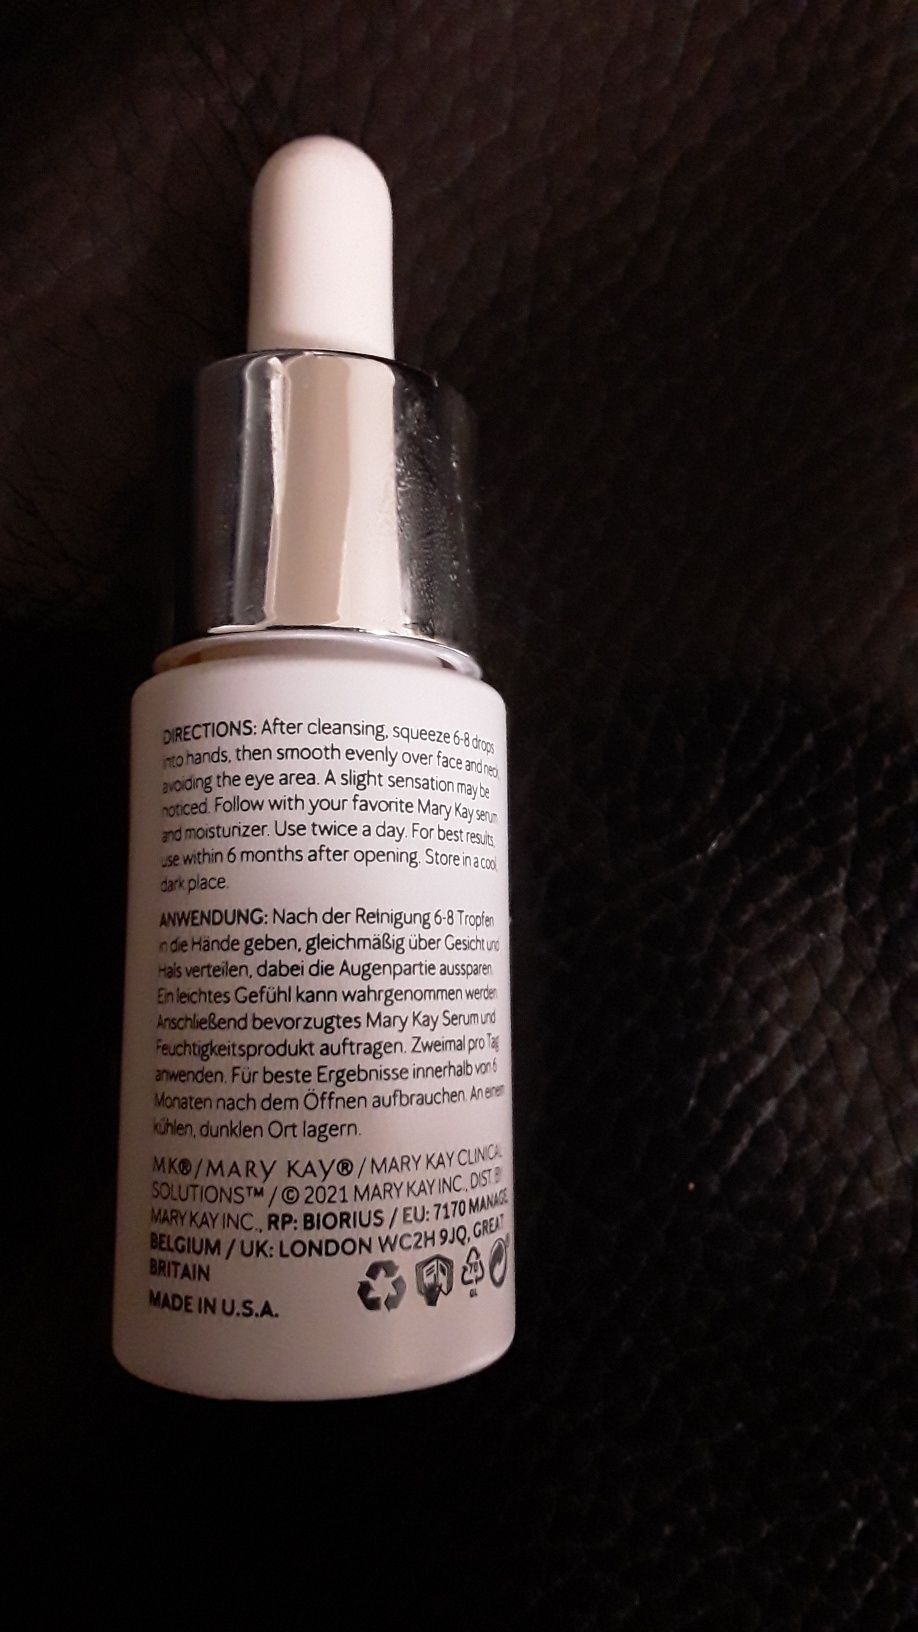 DIRECTIONS: After cleansing, squeeze 6-8 drops
into hands, then smooth evenly over face and neck,
avoiding the eye area. A slight sensation may be
noticed. Follow with your favorite Mary Kay serum
and moisturizer. Use twice a day. For best results,
use within 6 months after opening. Store in a cool,
dark place.
ANWENDUNG: Nach der Reinigung 6-8 Tropfen
in die Hände geben, gleichmäßig über Gesicht und
Hals verteilen, dabei die Augenpartie aussparen.
Ein leichtes Gefühl kann wahrgenommen werden.
Anschließend bevorzugtes Mary Kay Serum und
Feuchtigkeitsprodukt auftragen. Zweimal pro Tag
anwenden. Für beste Ergebnisse innerhalb von 6
Monaten nach dem Öffnen aufbrauchen. An einem
kühlen, dunklen Ort lagern.
MK®/MARY KAY® / MARY KAY CLINICAL
SOLUTIONS™ / © 2021 MARY KAY INC., DIST. BY
MARY KAY INC., RP: BIORIUS / EU: 7170 MANAGE,
BELGIUM / UK: LONDON WC2H 9JQ, GREAT
BRITAIN
MADE IN U.S.A.
70
GL